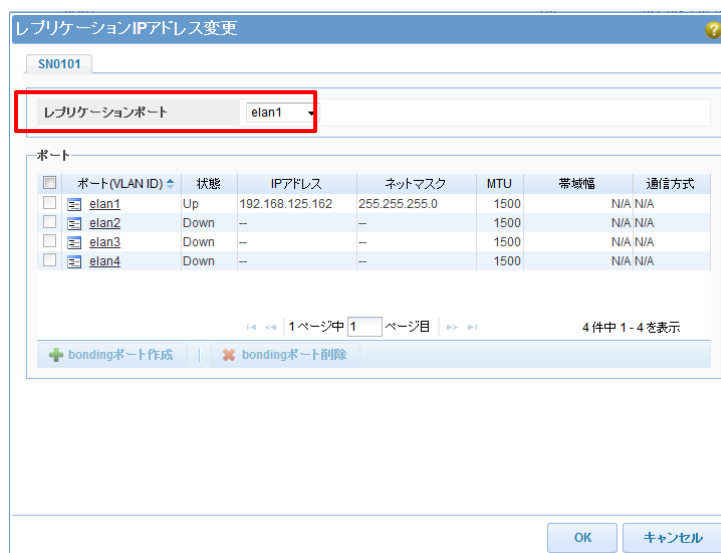 レプリケーションIPアドレス変更
SN0101
レプリケーションポート elan1
ポート
ポート(VLAN ID) 状態 IPアドレス ネットマスク MTU 帯域幅 通信方式
elan1 Up 192.168.125.162 255.255.255.0 1500 N/A N/A
elan2 Down -- -- 1500 N/A N/A
elan3 Down -- -- 1500 N/A N/A
elan4 Down -- -- 1500 N/A N/A
1ページ中 1 ページ目 4件中 1 - 4 を表示
bondingポート作成 | bondingポート削除
OK キャンセル